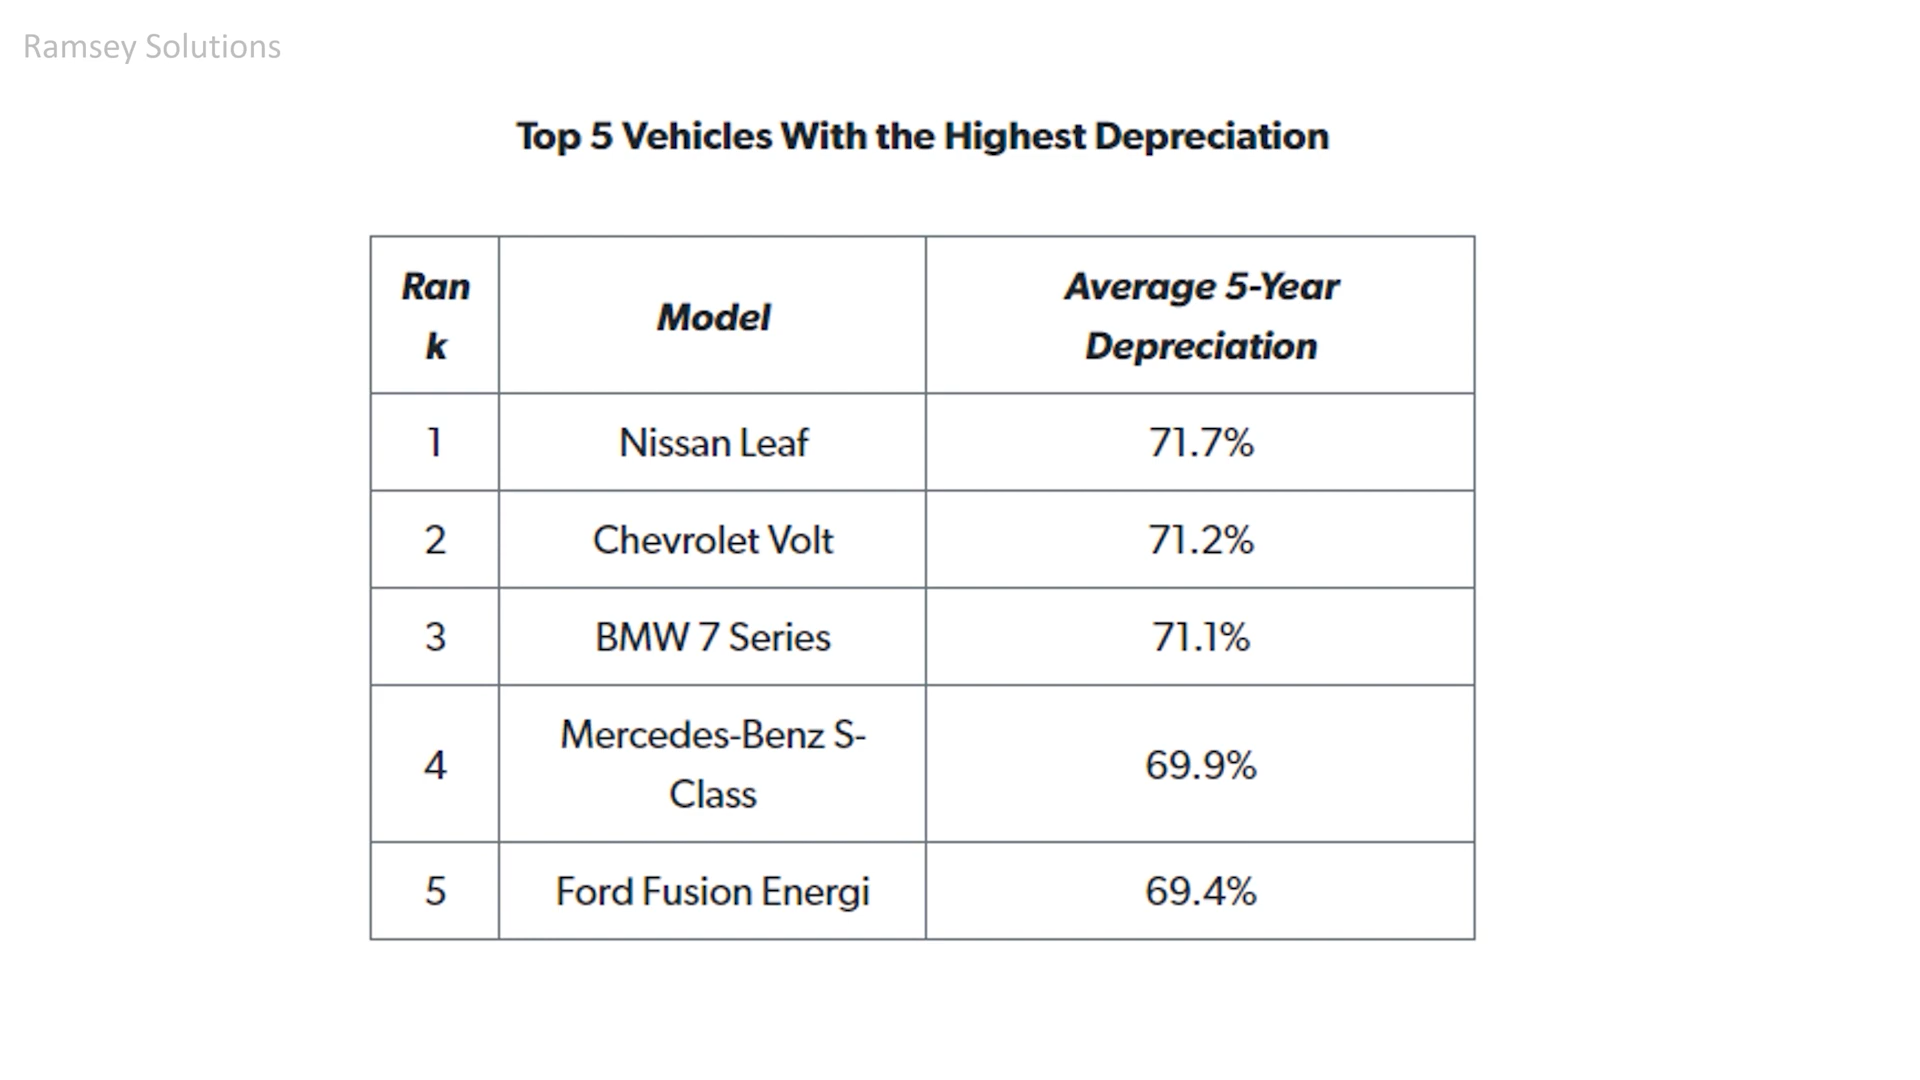 Ramsey Solutions
Top 5 Vehicles With the Highest Depreciation
Ran
k
Model
Average 5-Year
Depreciation
1
Nissan Leaf
71.7%
2
Chevrolet Volt
71.2%
3
BMW 7 Series
71.1%
4
Mercedes-Benz S-
Class
69.9%
5
Ford Fusion Energi
69.4%